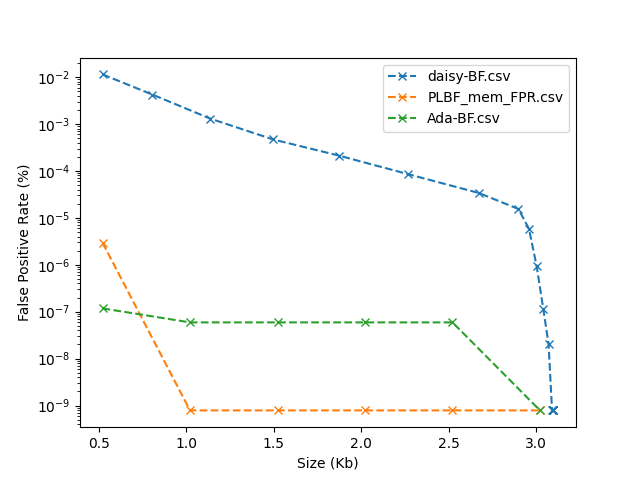 daisy-BF.csv
PLBF_mem_FPR.csv
Ada-BF.csv
False Positive Rate (%)
10⁻²
10⁻³
10⁻⁴
10⁻⁵
10⁻⁶
10⁻⁷
10⁻⁸
10⁻⁹
0.5 1.0 1.5 2.0 2.5 3.0
Size (Kb)